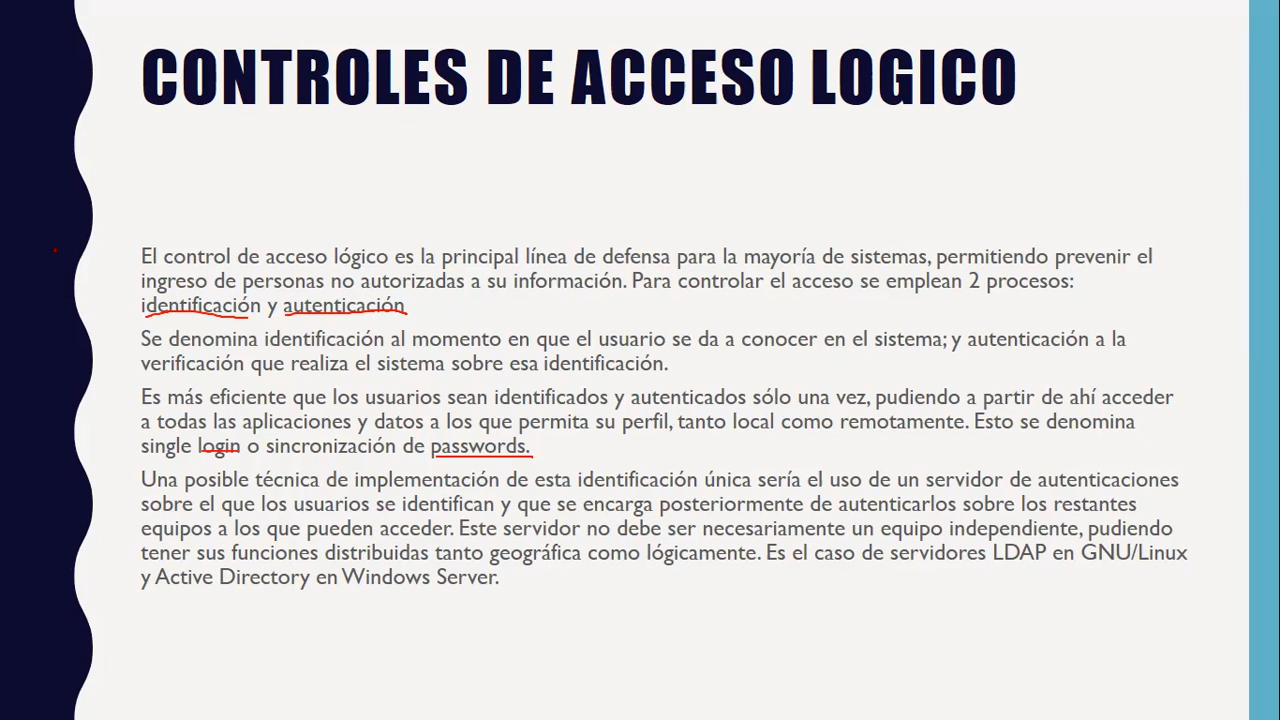 CONTROLES DE ACCESO LOGICO
El control de acceso lógico es la principal línea de defensa para la mayoría de sistemas, permitiendo prevenir el
ingreso de personas no autorizadas a su información. Para controlar el acceso se emplean 2 procesos:
identificación y autenticación
Se denomina identificación al momento en que el usuario se da a conocer en el sistema; y autenticación a la
verificación que realiza el sistema sobre esa identificación.
Es más eficiente que los usuarios sean identificados y autenticados sólo una vez, pudiendo a partir de ahí acceder
a todas las aplicaciones y datos a los que permita su perfil, tanto local como remotamente. Esto se denomina
single login o sincronización de passwords.
Una posible técnica de implementación de esta identificación única sería el uso de un servidor de autenticaciones
sobre el que los usuarios se identifican y que se encarga posteriormente de autenticarlos sobre los restantes
equipos a los que pueden acceder. Este servidor no debe ser necesariamente un equipo independiente, pudiendo
tener sus funciones distribuidas tanto geográfica como lógicamente. Es el caso de servidores LDAP en GNU/Linux
y Active Directory en Windows Server.